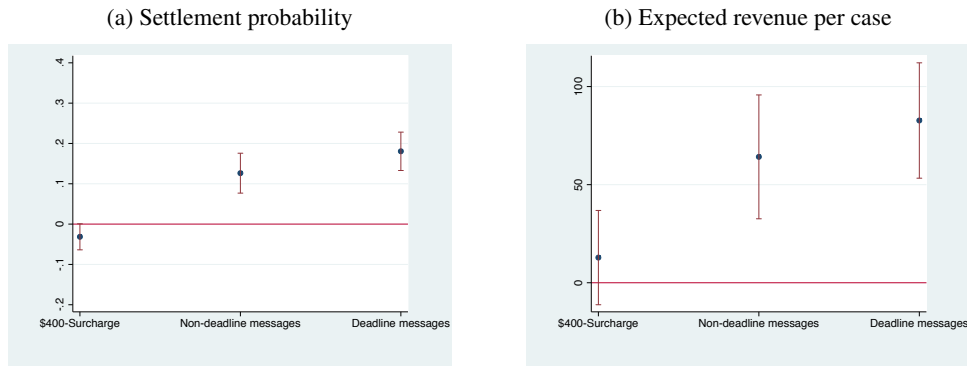 (a) Settlement probability
.4
.3
.2
.1
0
-.1
-.2
$400-Surcharge Non-deadline messages Deadline messages
(b) Expected revenue per case
100
50
0
$400-Surcharge Non-deadline messages Deadline messages